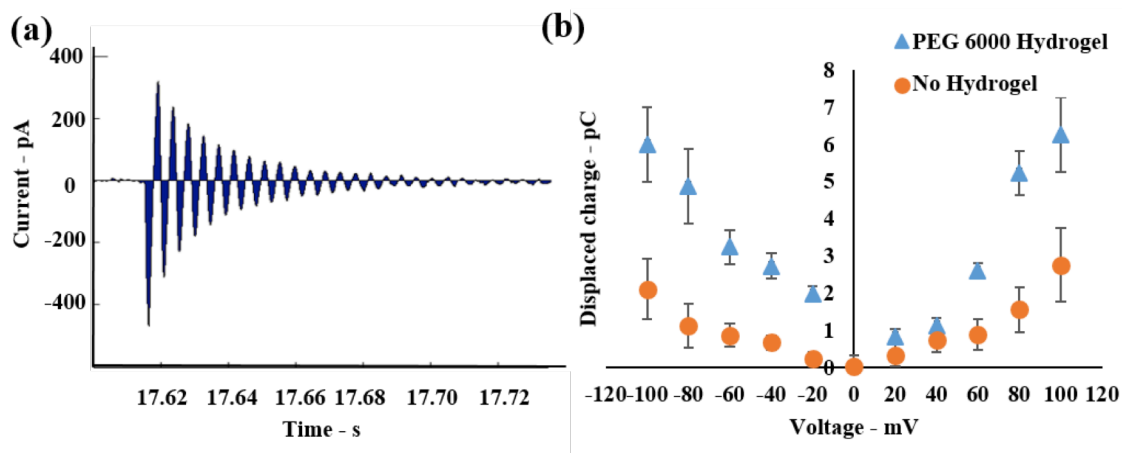 (a)
400
200
0
-200
-400
Current - pA
17.62 17.64 17.66 17.68 17.70 17.72
Time - s
(b)
PEG 6000 Hydrogel
No Hydrogel
8
7
6
5
4
3
2
1
0
Displaced charge - pC
-120 -100 -80 -60 -40 -20 0 20 40 60 80 100 120
Voltage - mV